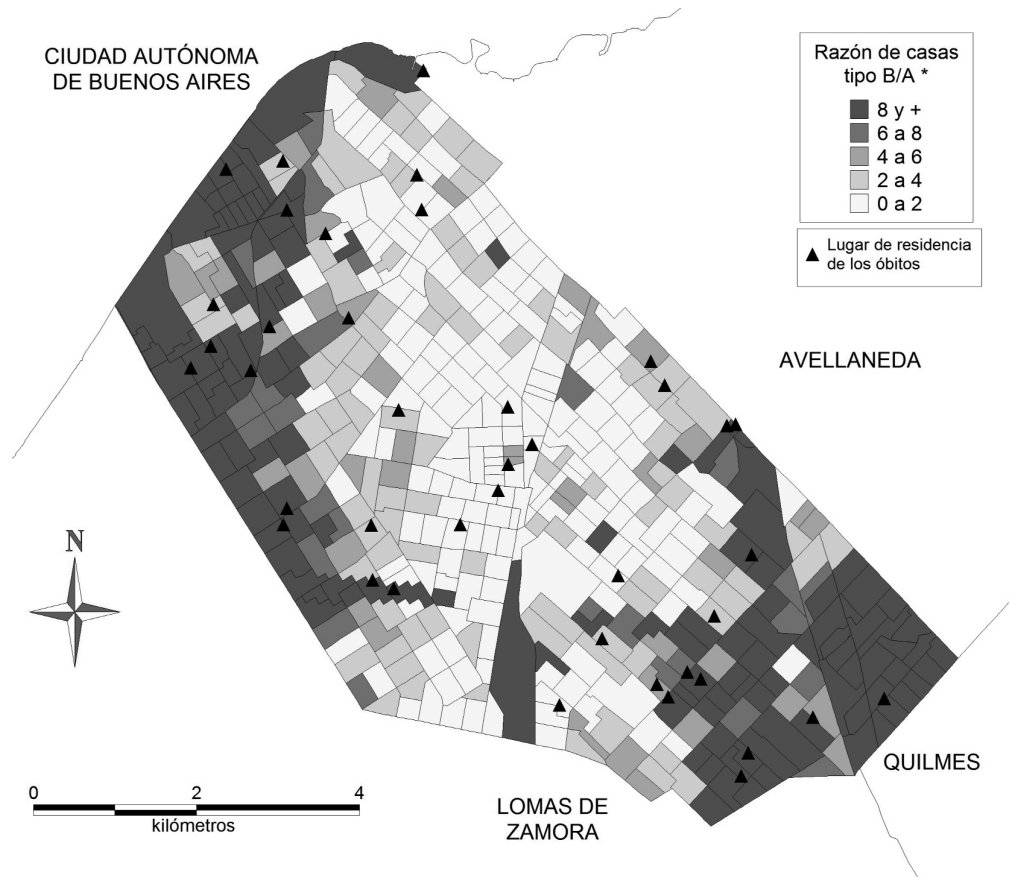 CIUDAD AUTÓNOMA
DE BUENOS AIRES
Razón de casas
tipo B/A *
8 y +
6 a 8
4 a 6
2 a 4
0 a 2
Lugar de residencia
de los óbitos
AVELLANEDA
N
QUILMES
LOMAS DE
ZAMORA
0 2 4
kilómetros